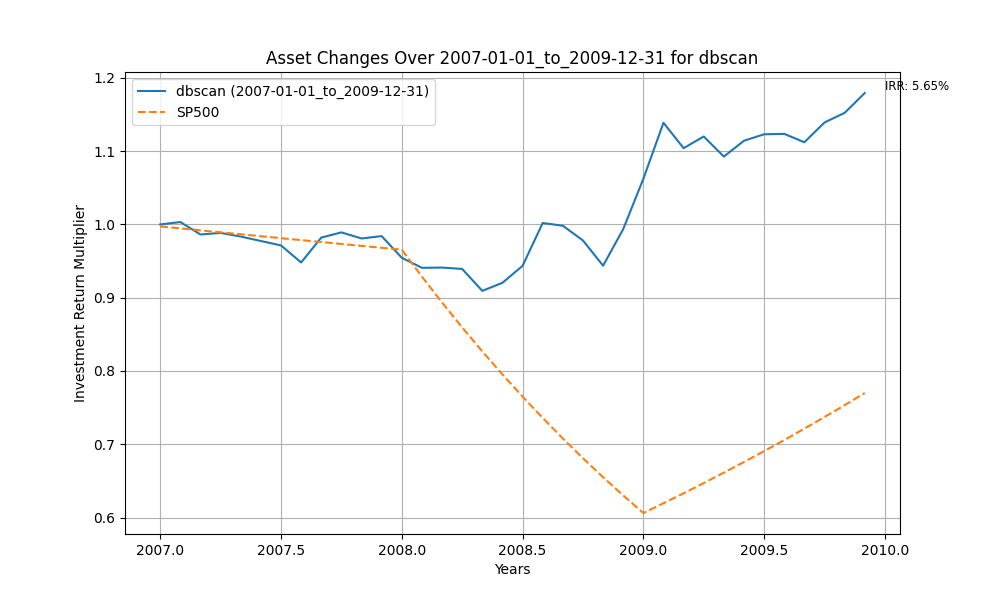 Asset Changes Over 2007-01-01_to_2009-12-31 for dbscan
1.2
1.1
1.0
0.9
0.8
0.7
0.6
Investment Return Multiplier
dbscan (2007-01-01_to_2009-12-31)
SP500
IRR: 5.65%
2007.0
2007.5
2008.0
2008.5
2009.0
2009.5
2010.0
Years